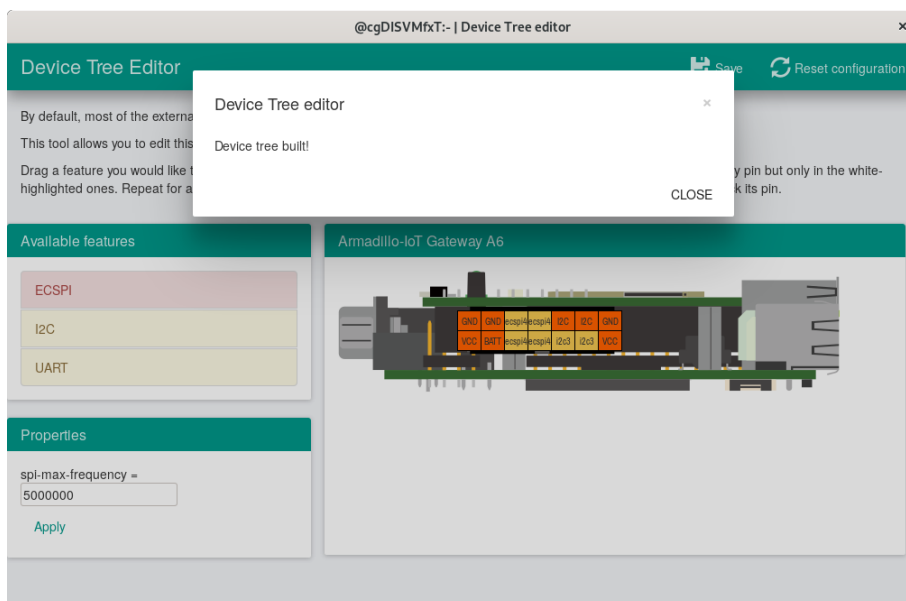 @cgDISVMfxT:- | Device Tree editor
×
Device Tree Editor
Save
Reset configuration
Device Tree editor
×
Device tree built!
CLOSE
By default, most of the externa
This tool allows you to edit this
Drag a feature you would like
y pin but only in the white-
highlighted ones. Repeat for a
its pin.
Available features
ECSPI
I2C
UART
Properties
spi-max-frequency =
5000000
Apply
Armadillo-IoT Gateway A6
GND GND ecspi4 ecspi4 I2C I2C GND
VCC BATT ecspi4 ecspi4 i2c3 i2c3 VCC